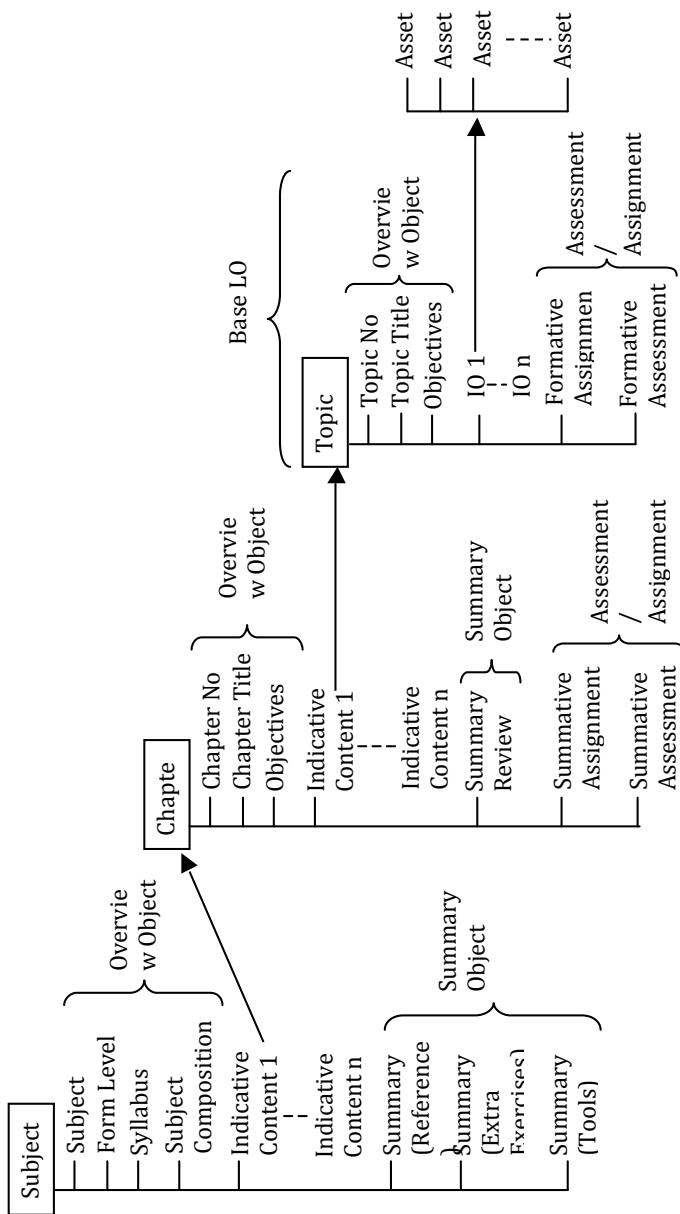 Subject
Subject
Form Level
Syllabus
Subject
Composition
Overvie
w Object
Indicative
Content 1
Indicative
Content n
Summary
(Reference
)
Summary
(Extra
Exercises)
Summary
(Tools)
Summary
Object
Chapte
Chapter No
Chapter Title
Objectives
Overvie
w Object
Indicative
Content 1
Indicative
Content n
Summary
Review
Summary
Object
Summative
Assignment
Summative
Assessment
Assessment
/
Assignment
Base LO
Topic
Topic No
Topic Title
Objectives
Overvie
w Object
IO 1
IO n
Formative
Assignmen
Formative
Assessment
Assessment
/
Assignment
Asset
Asset
Asset
Asset